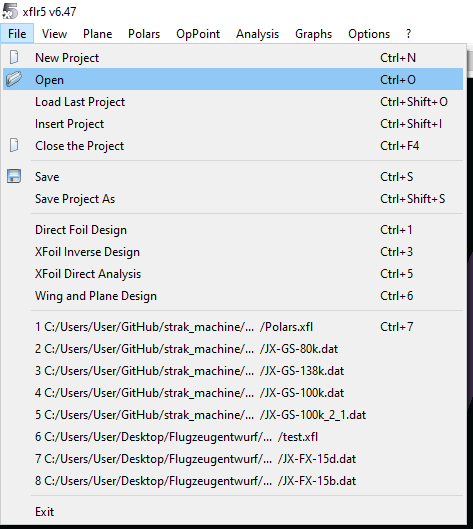 xflr5 v6.47
File View Plane Polars OpPoint Analysis Graphs Options ?
New Project Ctrl+N
Open Ctrl+O
Load Last Project Ctrl+Shift+O
Insert Project Ctrl+Shift+I
Close the Project Ctrl+F4
Save Ctrl+S
Save Project As Ctrl+Shift+S
Direct Foil Design Ctrl+1
XFoil Inverse Design Ctrl+3
XFoil Direct Analysis Ctrl+5
Wing and Plane Design Ctrl+6
1 C:/Users/User/GitHub/strak_machine/... /Polars.xfl Ctrl+7
2 C:/Users/User/GitHub/strak_machine/... /JX-GS-80k.dat
3 C:/Users/User/GitHub/strak_machine/... /JX-GS-138k.dat
4 C:/Users/User/GitHub/strak_machine/... /JX-GS-100k.dat
5 C:/Users/User/GitHub/strak_machine/... /JX-GS-100k_2_1.dat
6 C:/Users/User/Desktop/Flugzeugentwurf/... /test.xfl
7 C:/Users/User/Desktop/Flugzeugentwurf/... /JX-FX-15d.dat
8 C:/Users/User/Desktop/Flugzeugentwurf/... /JX-FX-15b.dat
Exit